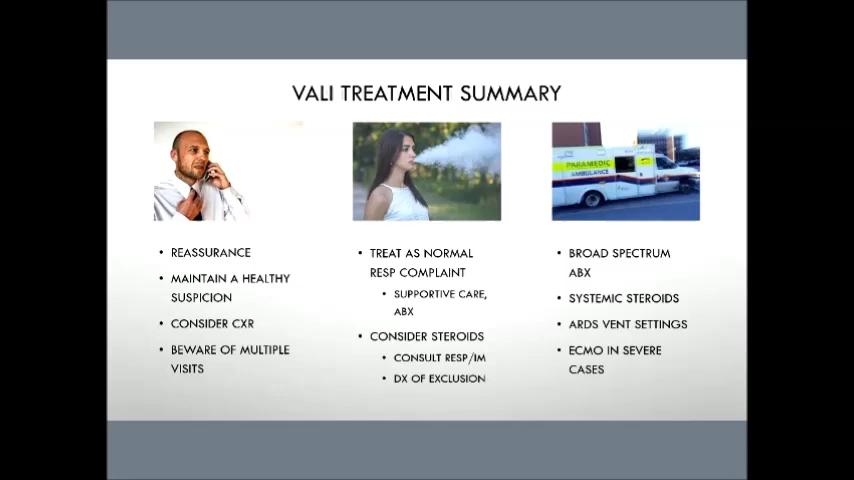 VALI TREATMENT SUMMARY
PARAMEDIC
AMBULANCE
• REASSURANCE
• MAINTAIN A HEALTHY
SUSPICION
• CONSIDER CXR
• BEWARE OF MULTIPLE
VISITS
• TREAT AS NORMAL
RESP COMPLAINT
• SUPPORTIVE CARE,
ABX
• CONSIDER STEROIDS
• CONSULT RESP/IM
• DX OF EXCLUSION
• BROAD SPECTRUM
ABX
• SYSTEMIC STEROIDS
• ARDS VENT SETTINGS
• ECMO IN SEVERE
CASES